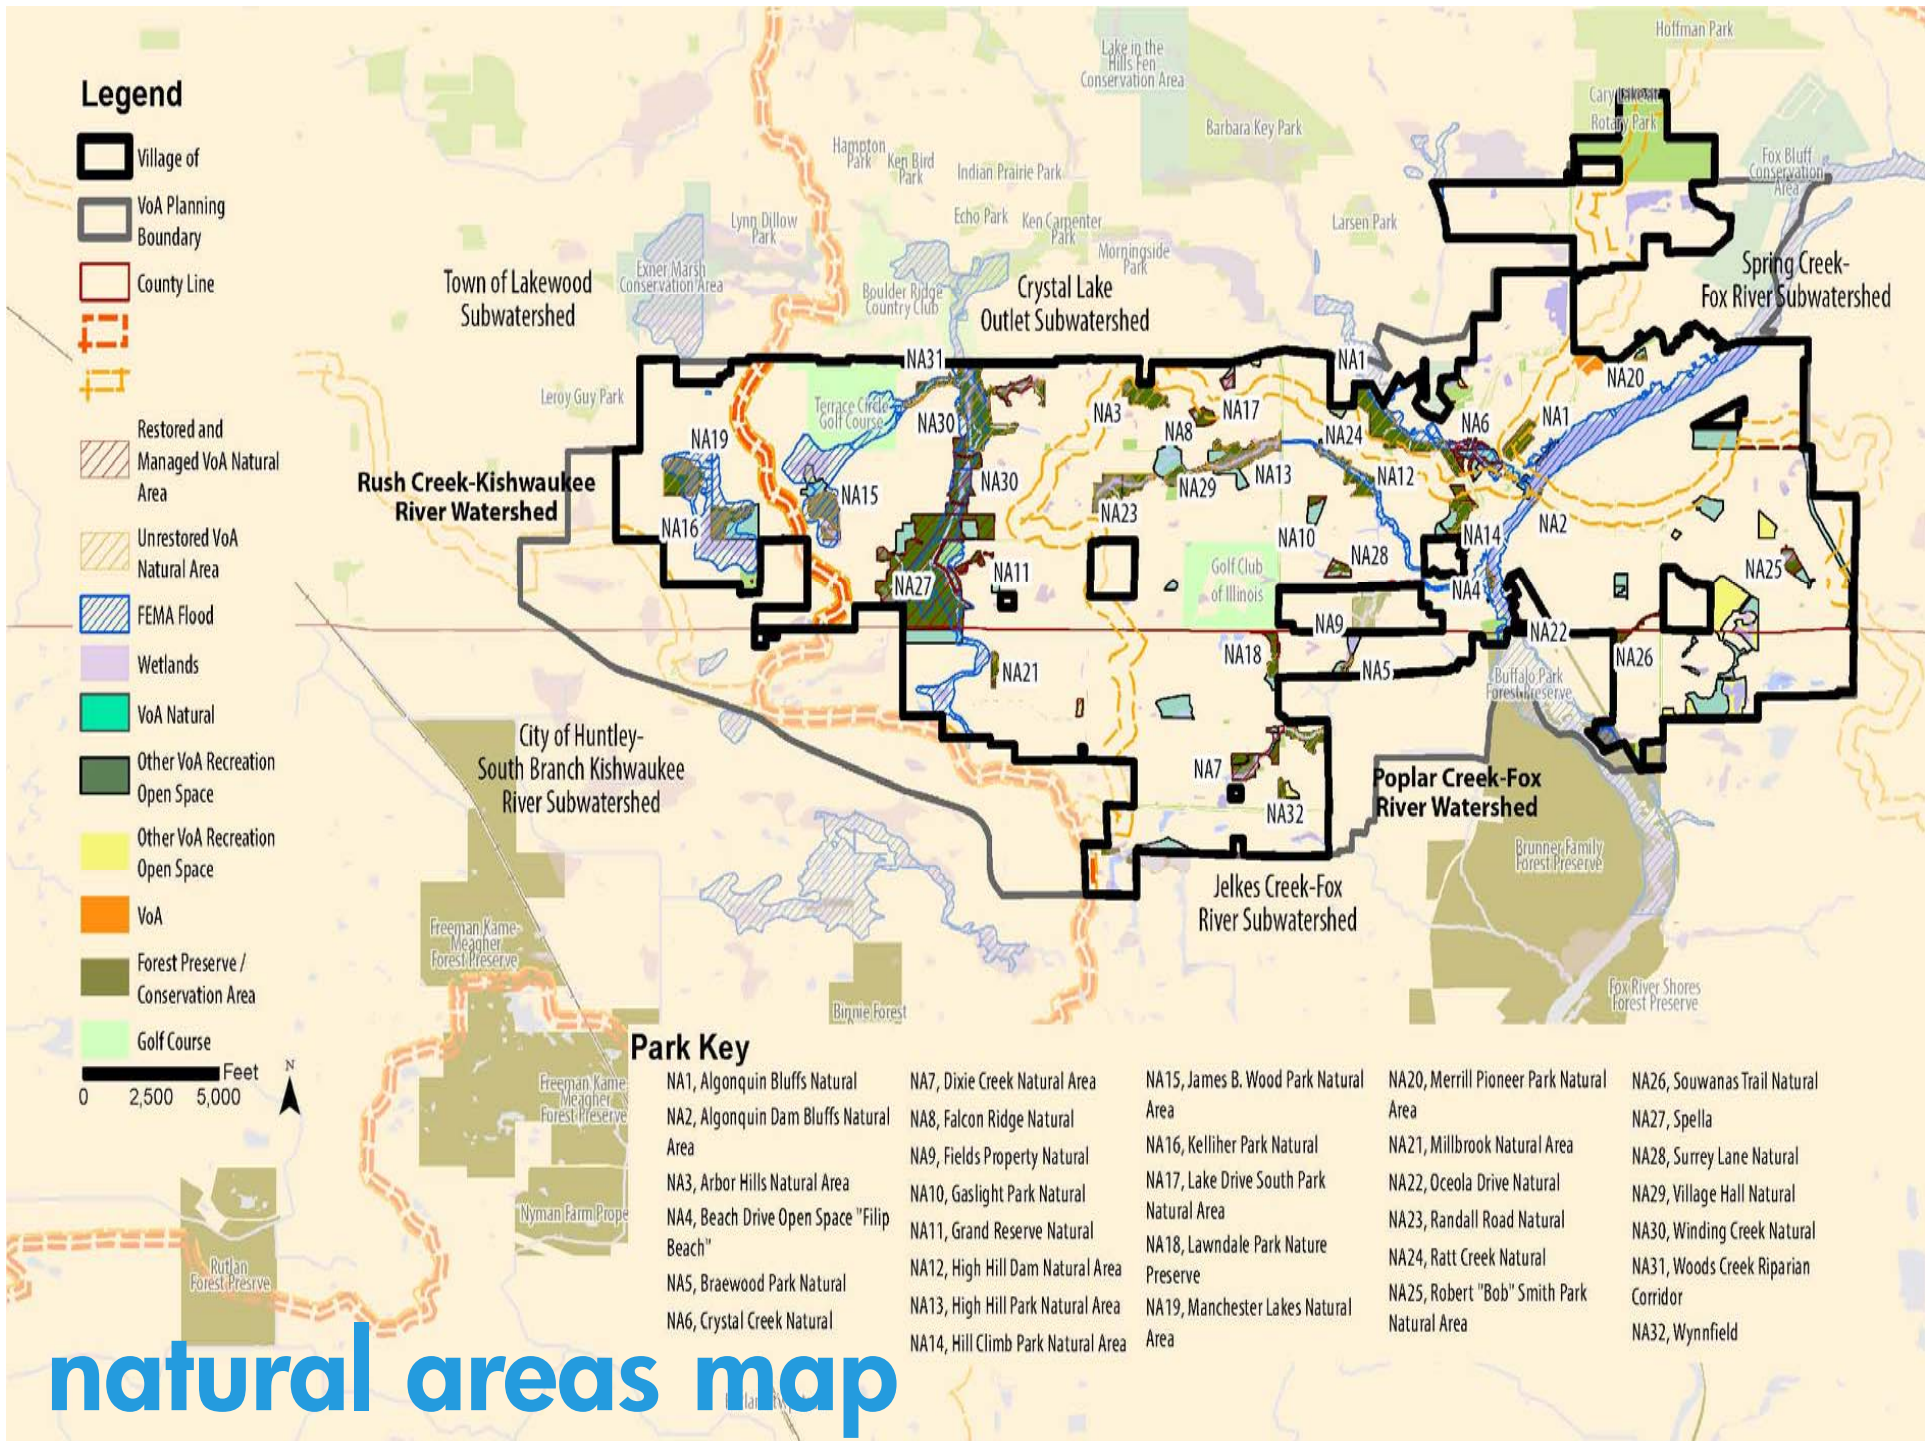 Legend
Village of
VoA Planning
Boundary
County Line
Restored and
Managed VoA Natural
Area
Unrestored VoA
Natural Area
FEMA Flood
Wetlands
VoA Natural
Other VoA Recreation
Open Space
Other VoA Recreation
Open Space
VoA
Forest Preserve /
Conservation Area
Golf Course
Feet
0 2,500 5,000
N
Hoffman Park
Lake in the
Hills Fen
Conservation Area
Barbara Key Park
Cary
Rotary Park
Fox Bluff
Conservation
Area
Hampton
Park
Ken Bird
Park
Indian Prairie Park
Echo Park
Ken Carpenter
Park
Morningside
Park
Larsen Park
Lynn Dillow
Park
Exner Marsh
Conservation Area
Boulder Ridge
Country Club
Town of Lakewood
Subwatershed
Crystal Lake
Outlet Subwatershed
Spring Creek-
Fox River Subwatershed
Leroy Guy Park
Terrace Circle
Golf Course
NA31
NA1
NA20
NA30
NA3
NA17
NA8
NA24
NA6
NA1
NA19
NA15
NA30
NA29
NA13
NA12
NA23
NA16
NA10
NA14
NA2
Rush Creek-Kishwaukee
River Watershed
NA27
NA11
Golf Club
of Illinois
NA28
NA4
NA25
NA9
NA22
NA18
NA5
NA26
NA21
Buffalo Park
Forest Preserve
City of Huntley-
South Branch Kishwaukee
River Subwatershed
NA7
NA32
Poplar Creek-Fox
River Watershed
Jelkes Creek-Fox
River Subwatershed
Brunner Family
Forest Preserve
Freeman Kame-
Meagher
Forest Preserve
Binnie Forest
Fox River Shores
Forest Preserve
Freeman Kame
Meagher
Forest Preserve
Nyman Farm Prope
Rutlan
Forest Presrve
Park Key
NA1, Algonquin Bluffs Natural
NA2, Algonquin Dam Bluffs Natural
Area
NA3, Arbor Hills Natural Area
NA4, Beach Drive Open Space "Filip
Beach"
NA5, Braewood Park Natural
NA6, Crystal Creek Natural
NA7, Dixie Creek Natural Area
NA8, Falcon Ridge Natural
NA9, Fields Property Natural
NA10, Gaslight Park Natural
NA11, Grand Reserve Natural
NA12, High Hill Dam Natural Area
NA13, High Hill Park Natural Area
NA14, Hill Climb Park Natural Area
NA15, James B. Wood Park Natural
Area
NA16, Kelliher Park Natural
NA17, Lake Drive South Park
Natural Area
NA18, Lawndale Park Nature
Preserve
NA19, Manchester Lakes Natural
Area
NA20, Merrill Pioneer Park Natural
Area
NA21, Millbrook Natural Area
NA22, Oceola Drive Natural
NA23, Randall Road Natural
NA24, Ratt Creek Natural
NA25, Robert "Bob" Smith Park
Natural Area
NA26, Souwanas Trail Natural
NA27, Spella
NA28, Surrey Lane Natural
NA29, Village Hall Natural
NA30, Winding Creek Natural
NA31, Woods Creek Riparian
Corridor
NA32, Wynnfield
natural areas map